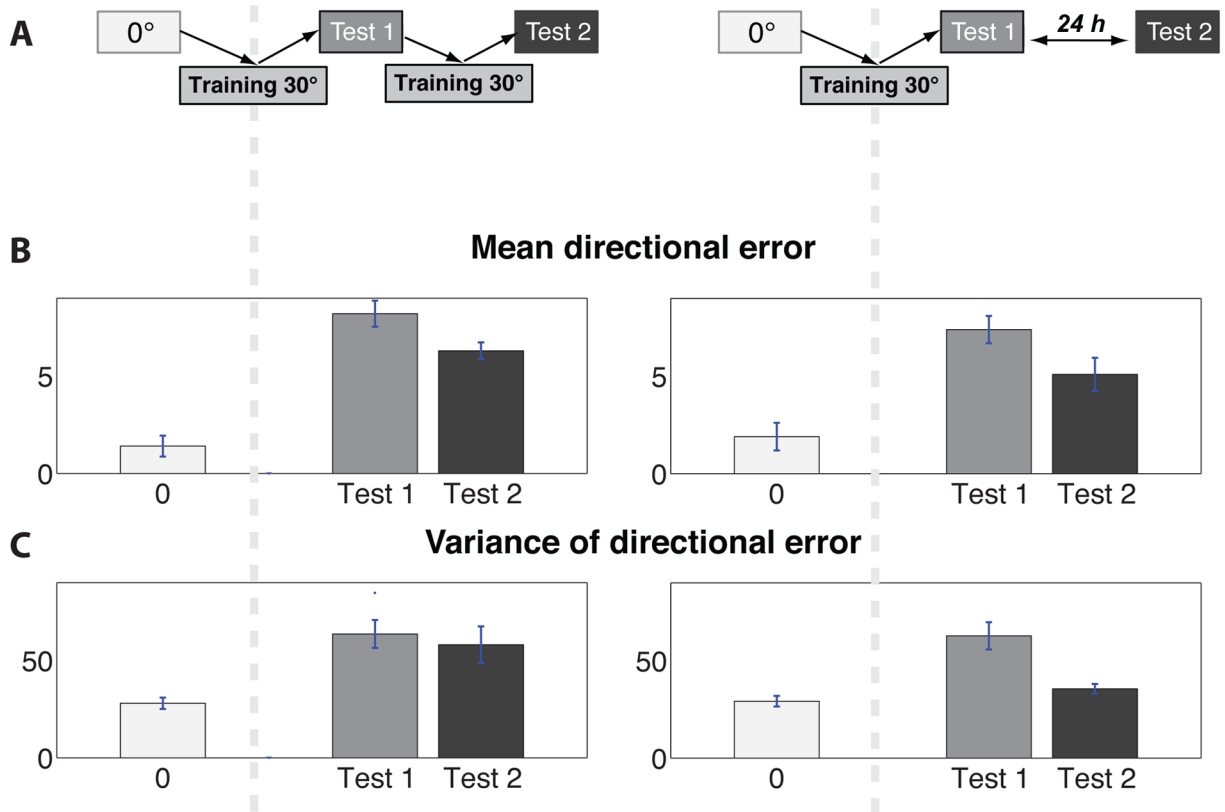 A
0° Test 1 Test 2 0° Test 1 24 h Test 2
Training 30° Training 30° Training 30°
B
Mean directional error
5 5
0 0
0 Test 1 Test 2 0 Test 1 Test 2
C
Variance of directional error
50 50
0 0
0 Test 1 Test 2 0 Test 1 Test 2